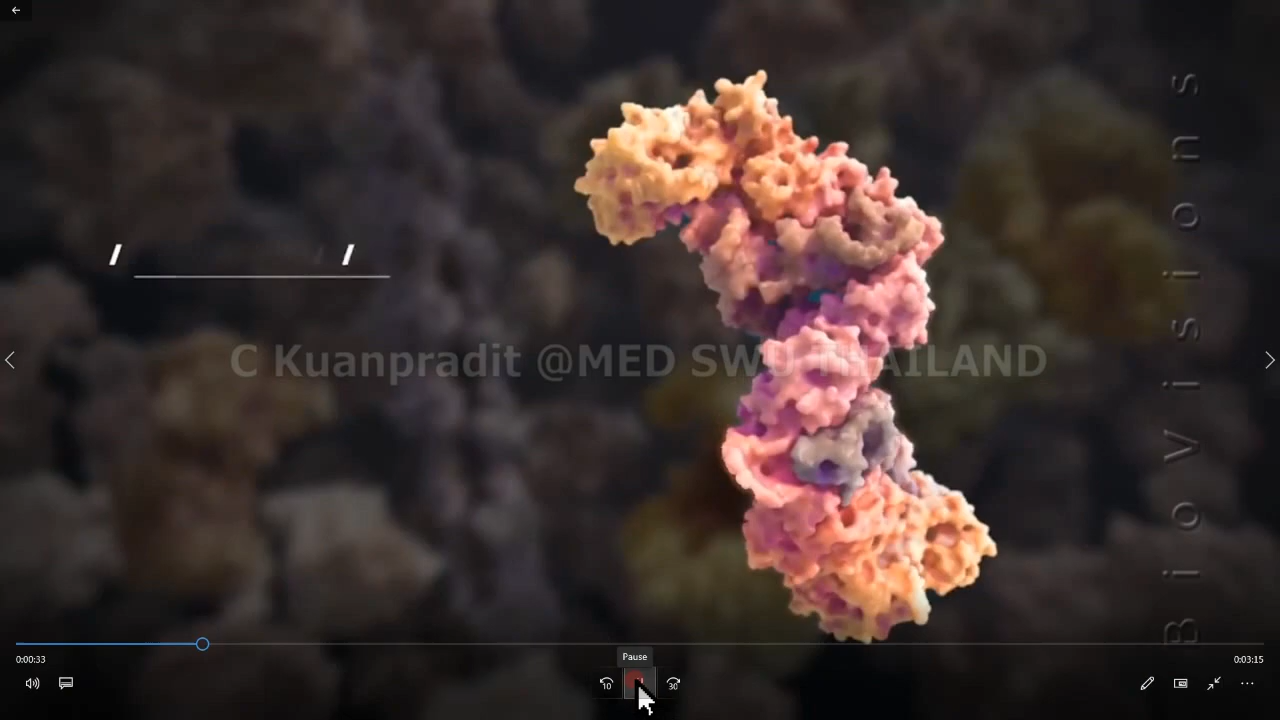 BioVisions
C Kuanpradit @MED SWU THAILAND
0:00:33
Pause
0:03:15
10
30